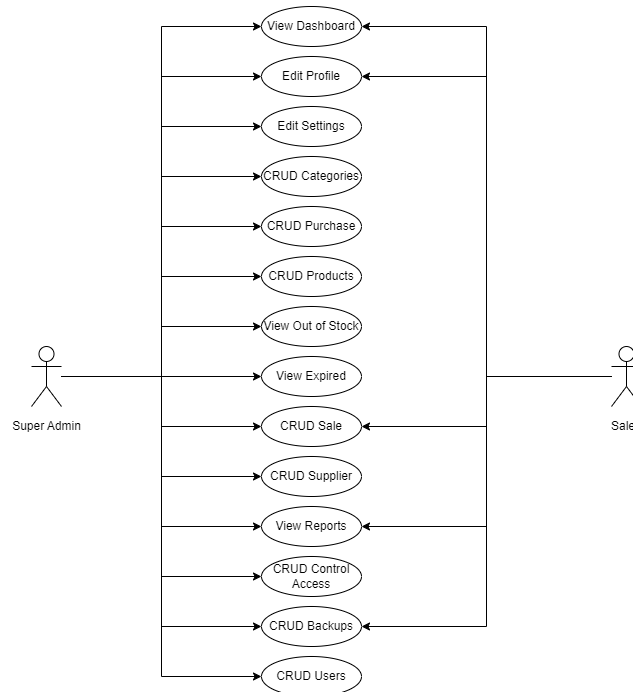 View Dashboard
Edit Profile
Edit Settings
CRUD Categories
CRUD Purchase
CRUD Products
View Out of Stock
View Expired
Super Admin
CRUD Sale
Sale
CRUD Supplier
View Reports
CRUD Control
Access
CRUD Backups
CRUD Users